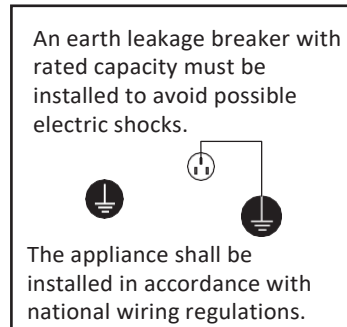 An earth leakage breaker with
rated capacity must be
installed to avoid possible
electric shocks.
The appliance shall be
installed in accordance with
national wiring regulations.